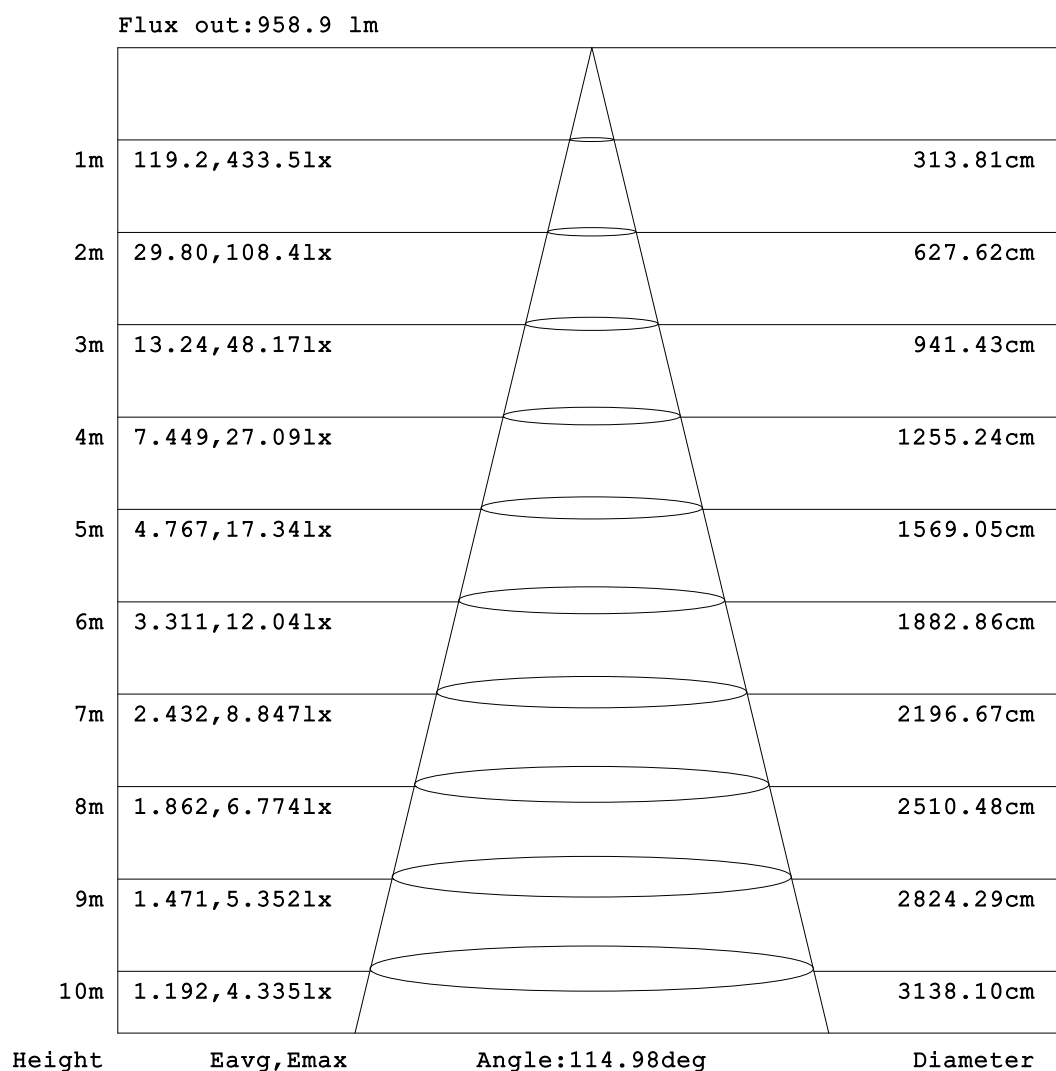 Flux out:958.9 lm
1m 119.2,433.5lx 313.81cm
2m 29.80,108.4lx 627.62cm
3m 13.24,48.17lx 941.43cm
4m 7.449,27.09lx 1255.24cm
5m 4.767,17.34lx 1569.05cm
6m 3.311,12.04lx 1882.86cm
7m 2.432,8.847lx 2196.67cm
8m 1.862,6.774lx 2510.48cm
9m 1.471,5.352lx 2824.29cm
10m 1.192,4.335lx 3138.10cm
Height Eavg,Emax Angle:114.98deg Diameter